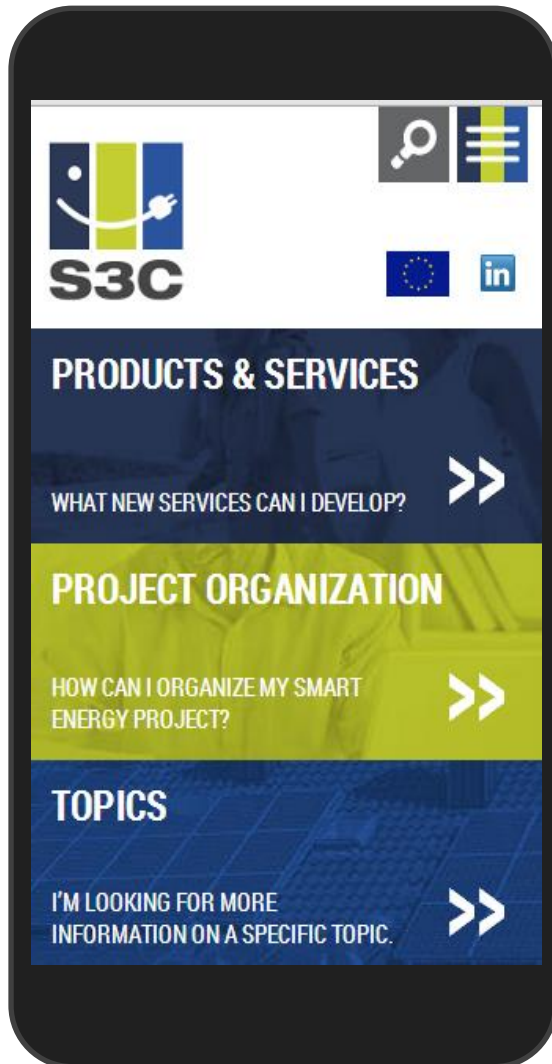 S3C
in
PRODUCTS & SERVICES
WHAT NEW SERVICES CAN I DEVELOP?
PROJECT ORGANIZATION
HOW CAN I ORGANIZE MY SMART
ENERGY PROJECT?
TOPICS
I'M LOOKING FOR MORE
INFORMATION ON A SPECIFIC TOPIC.